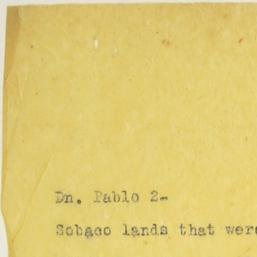 Dn. Pablo 2-
Sobaco lands that were